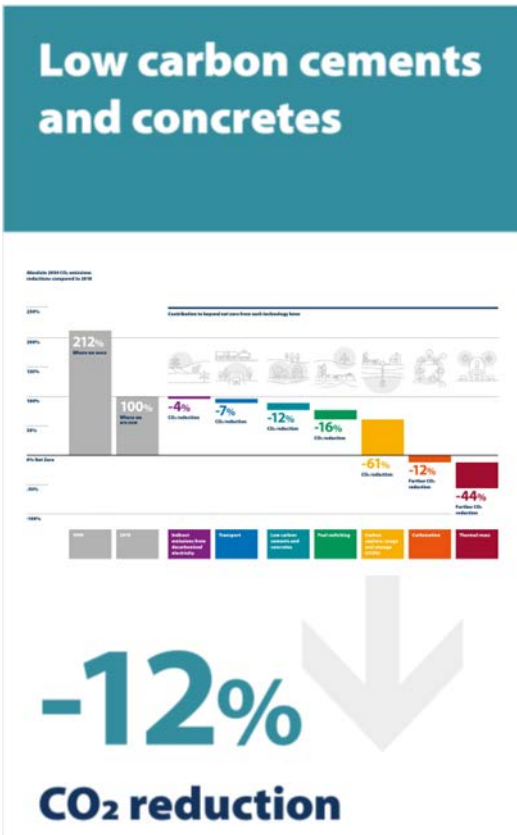 Low carbon cements
and concretes
Absolute 2050 CO₂ emissions
reductions compared to 2018
250%
Contribution to beyond net zero from each technology lever
200%
212%
Where we were
150%
100%
100%
Where we
are now
-4%
CO₂ reduction
-7%
CO₂ reduction
-12%
CO₂ reduction
-16%
CO₂ reduction
50%
0% Net Zero
-61%
CO₂ reduction
-12%
Further CO₂
reduction
-44%
Further CO₂
reduction
-50%
-100%
1990
2018
Indirect
emissions from
decarbonised
electricity
Transport
Low carbon
cements and
concretes
Fuel switching
Carbon
capture, usage
and storage
Carbonation
Thermal mass
-12%
CO₂ reduction